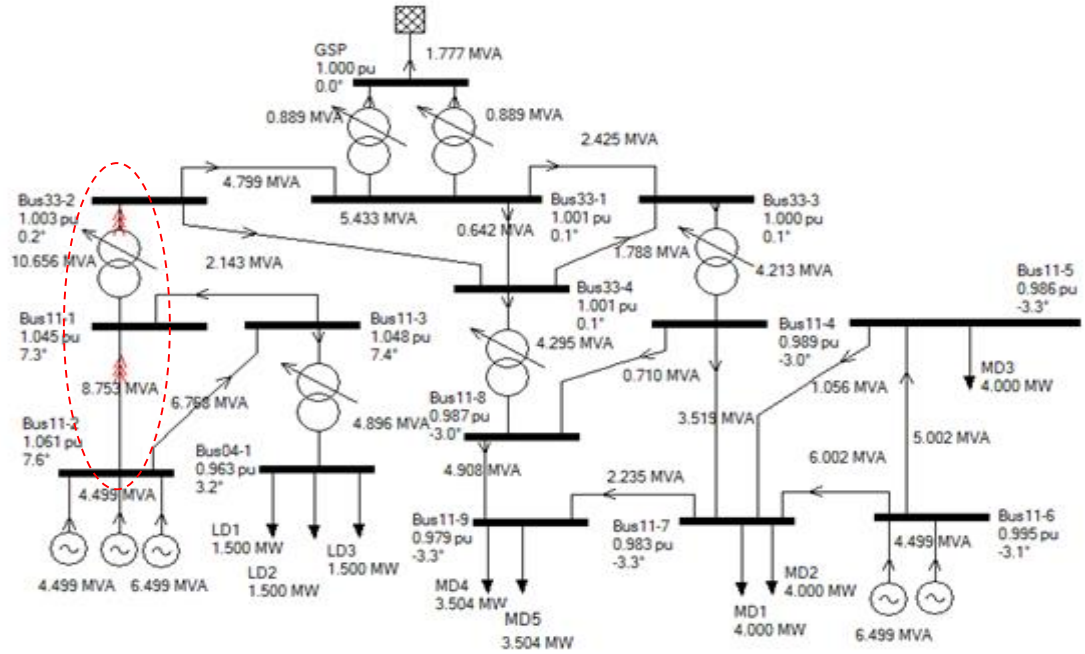 GSP
1.000 pu
0.0°
1.777 MVA
0.889 MVA
0.889 MVA
2.425 MVA
4.799 MVA
Bus33-2
1.003 pu
0.2°
10.656 MVA
5.433 MVA
0.642 MVA
Bus33-1
1.001 pu
0.1°
Bus33-3
1.000 pu
0.1°
2.143 MVA
1.788 MVA
4.213 MVA
Bus11-5
0.986 pu
-3.3°
Bus33-4
1.001 pu
0.1°
Bus11-1
1.045 pu
7.3°
Bus11-3
1.048 pu
7.4°
4.295 MVA
Bus11-4
0.989 pu
-3.0°
0.710 MVA
MD3
4.000 MW
1.056 MVA
8.753 MVA
6.768 MVA
4.896 MVA
Bus11-8
0.987 pu
-3.0°
3.519 MVA
5.002 MVA
Bus11-2
1.061 pu
7.6°
4.499 MVA
Bus04-1
0.963 pu
3.2°
4.908 MVA
2.235 MVA
6.002 MVA
Bus11-9
0.979 pu
-3.3°
Bus11-7
0.983 pu
-3.3°
Bus11-6
0.995 pu
-3.1°
4.499 MVA
LD1
1.500 MW
LD2
1.500 MW
LD3
1.500 MW
4.499 MVA
6.499 MVA
MD4
3.504 MW
MD5
3.504 MW
MD1
4.000 MW
MD2
4.000 MW
6.499 MVA